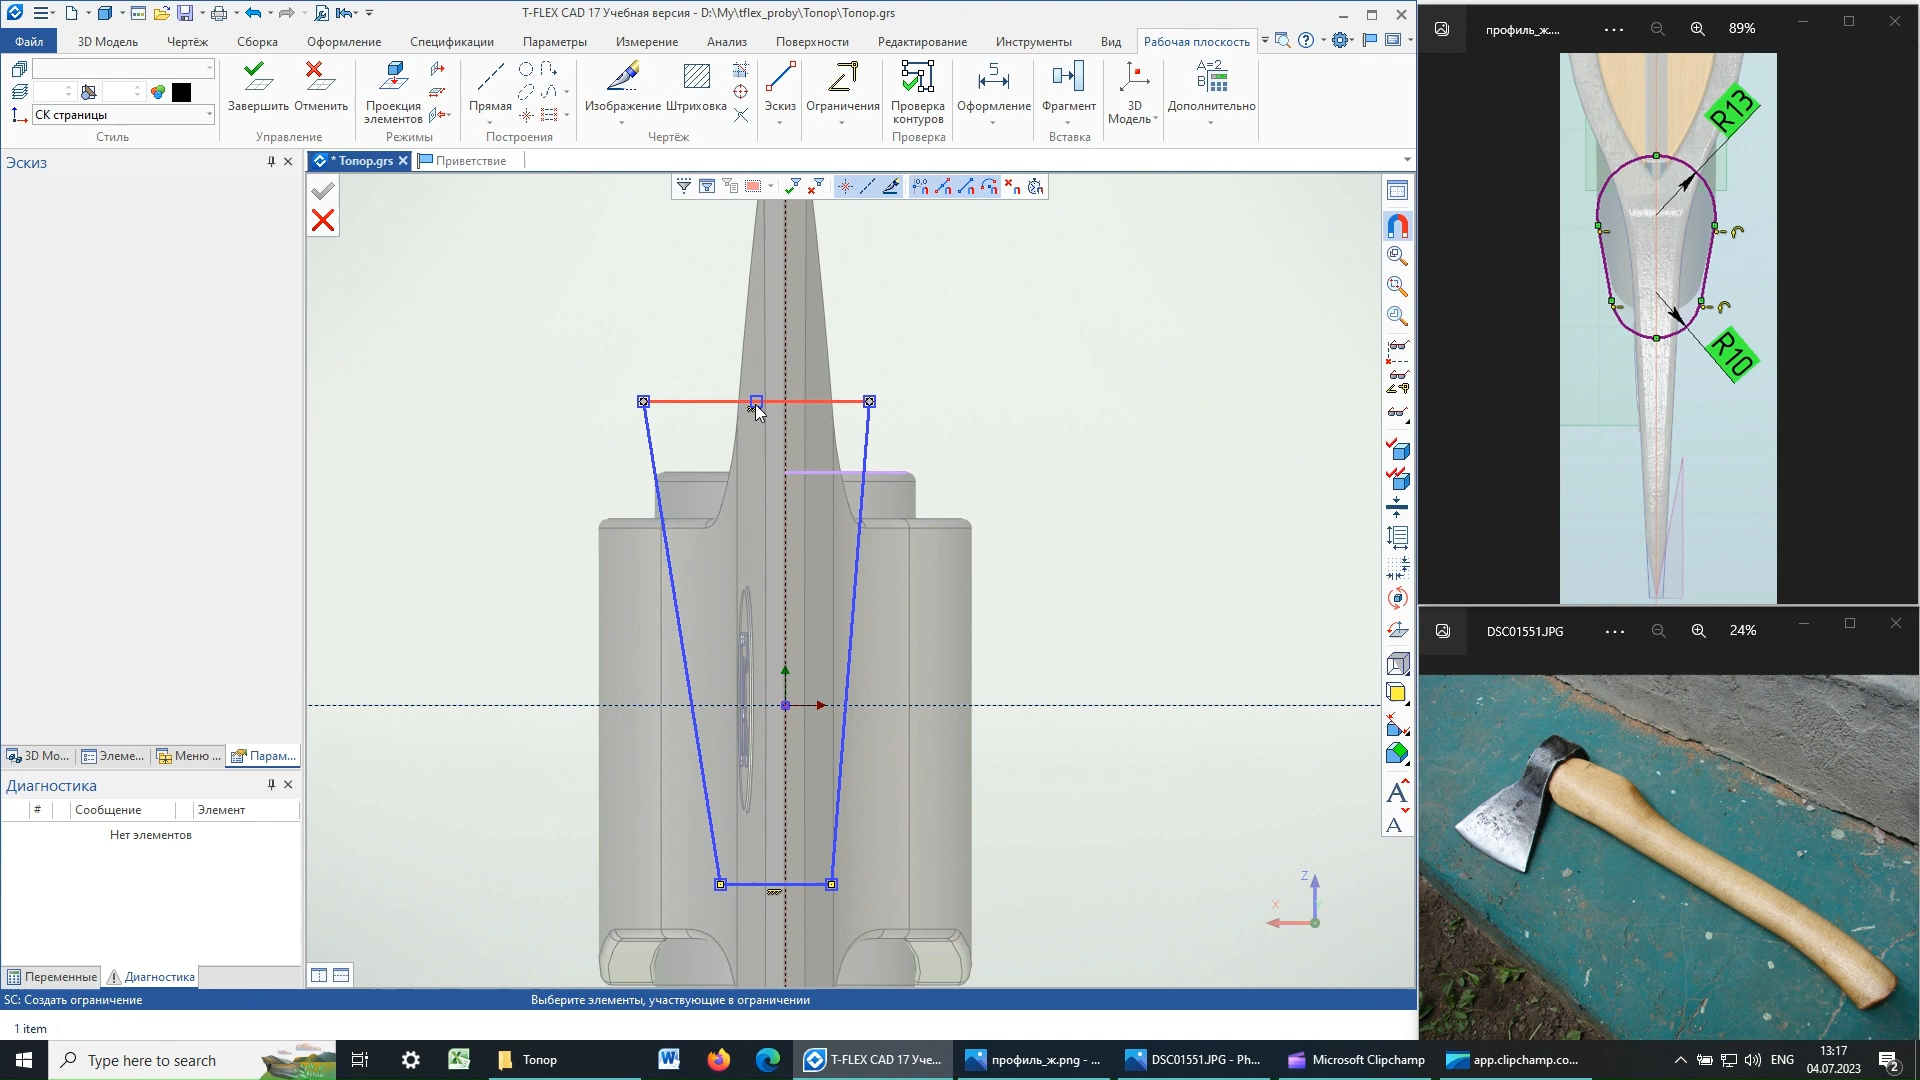 T-FLEX CAD 17 Учебная версия - D:\My\tflex_proby\Топор\Топор.grs
Файл
3D Модель
Чертёж
Сборка
Оформление
Спецификации
Параметры
Измерение
Анализ
Поверхности
Редактирование
Инструменты
Вид
Рабочая плоскость
СК страницы
Стиль
Завершить
Отменить
Управление
Проекция
элементов
Режимы
Прямая
Построения
Изображение
Штриховка
Чертёж
Эскиз
Ограничения
Проверка
контуров
Проверка
Оформление
Фрагмент
Вставка
3D
Модель
A=2
B
Дополнительно
5
Эскиз
* Топор.grs
Приветствие
3D Мо...
Элеме...
Меню ...
Парам...
Диагностика
#
Сообщение
Элемент
Нет элементов
Переменные
Диагностика
Z
X
A
A
SC: Создать ограничение
Выберите элементы, участвующие в ограничении
1 item
профиль_ж....
89%
R13
R10
DSC01551JPG
24%
Type here to search
Топор
T-FLEX CAD 17 Уче...
профиль_ж.png - ...
DSC01551.JPG - Ph...
Microsoft Clipchamp
app.clipchamp.co...
ENG
13:17
04.07.2023
2